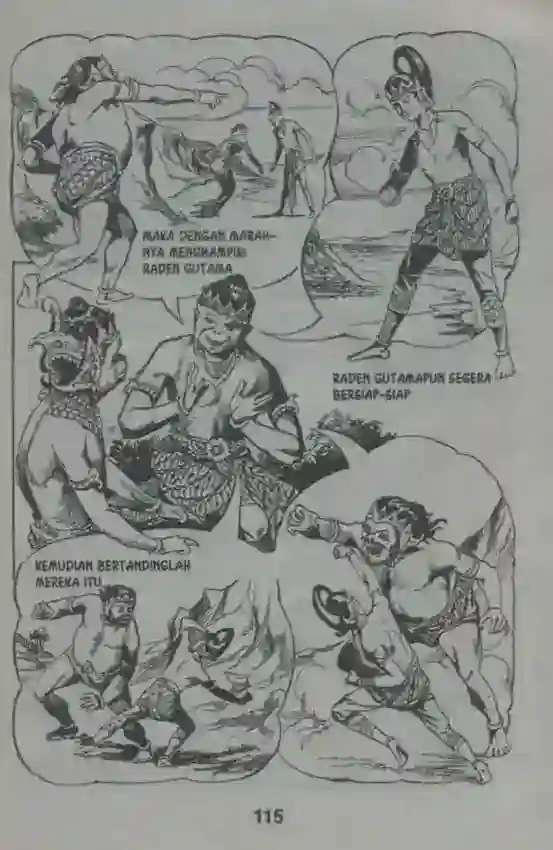 MAKA DENGAN MARAH-
NYA MENGHAMPIRI
RADEN GUTAMA
RADEN GUTAMAPUN SEGERA
BERSIAP-SIAP
KEMUDIAN BERTANDINGLAH
MEREKA ITU
115